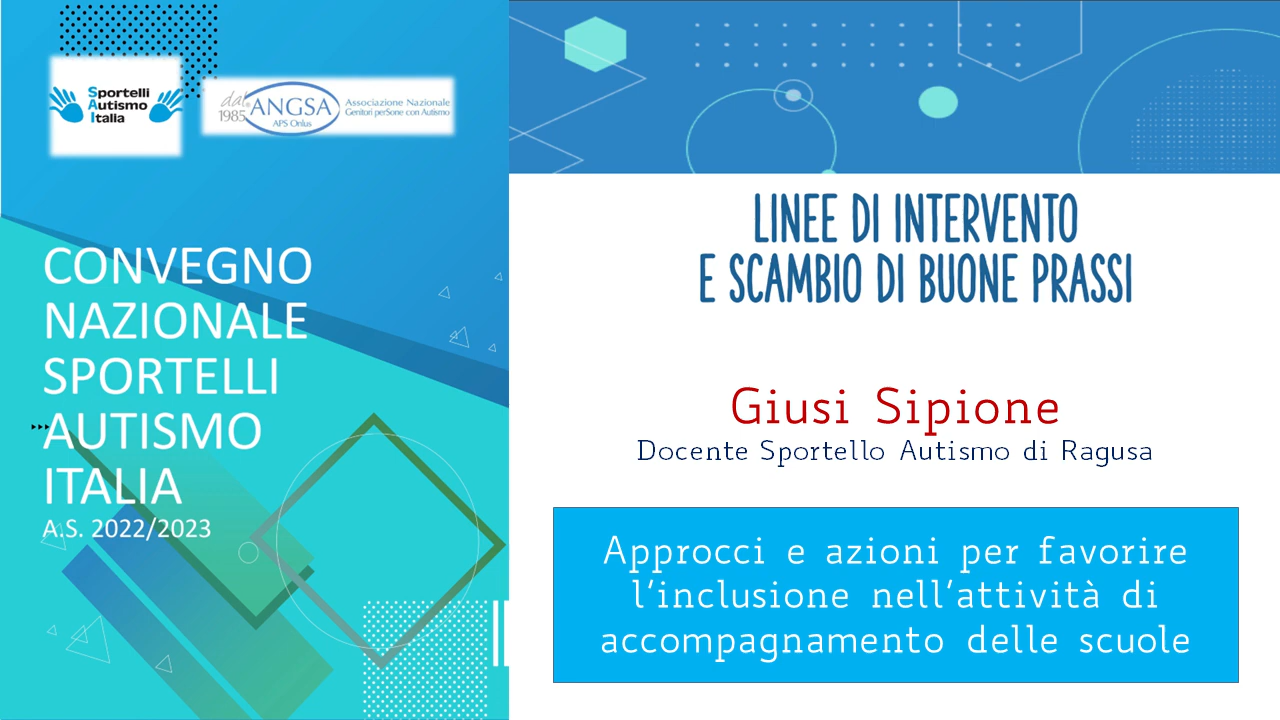 Sportelli
Autismo
Italia
dal
1985
ANGSA
APS Onlus
Associazione Nazionale
Genitori perSone con Autismo
CONVEGNO
NAZIONALE
SPORTELLI
AUTISMO
ITALIA
A.S. 2022/2023
LINEE DI INTERVENTO
E SCAMBIO DI BUONE PRASSI
Giusi Sipione
Docente Sportello Autismo di Ragusa
Approcci e azioni per favorire
l’inclusione nell’attività di
accompagnamento delle scuole